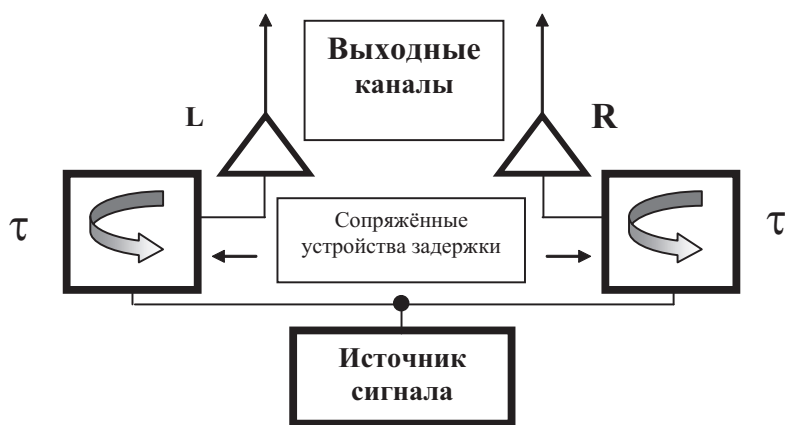 Выходные
каналы
L
R
τ
Сопряжённые
устройства задержки
τ
Источник
сигнала